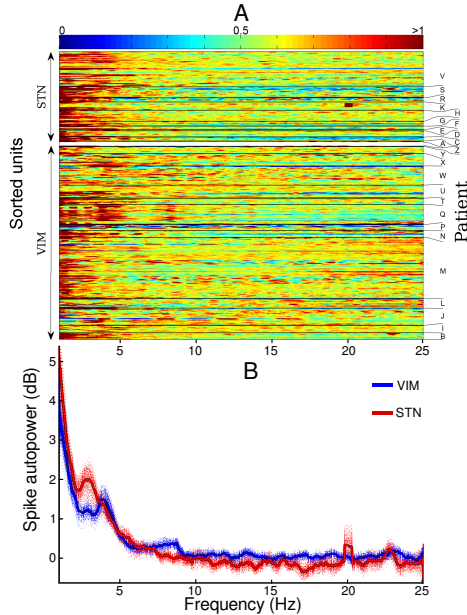 A
0 0.5 >1
STN
VIM
Sorted units
V
S
R
K
H
G
F
E
D
A
C
Z
Y
X
W
U
T
Q
P
N
M
L
J
I
B
Patient
5 10 15 20 25
B
5
4
3
2
1
0
Spike autopower (dB)
VIM
STN
5 10 15 20 25
Frequency (Hz)